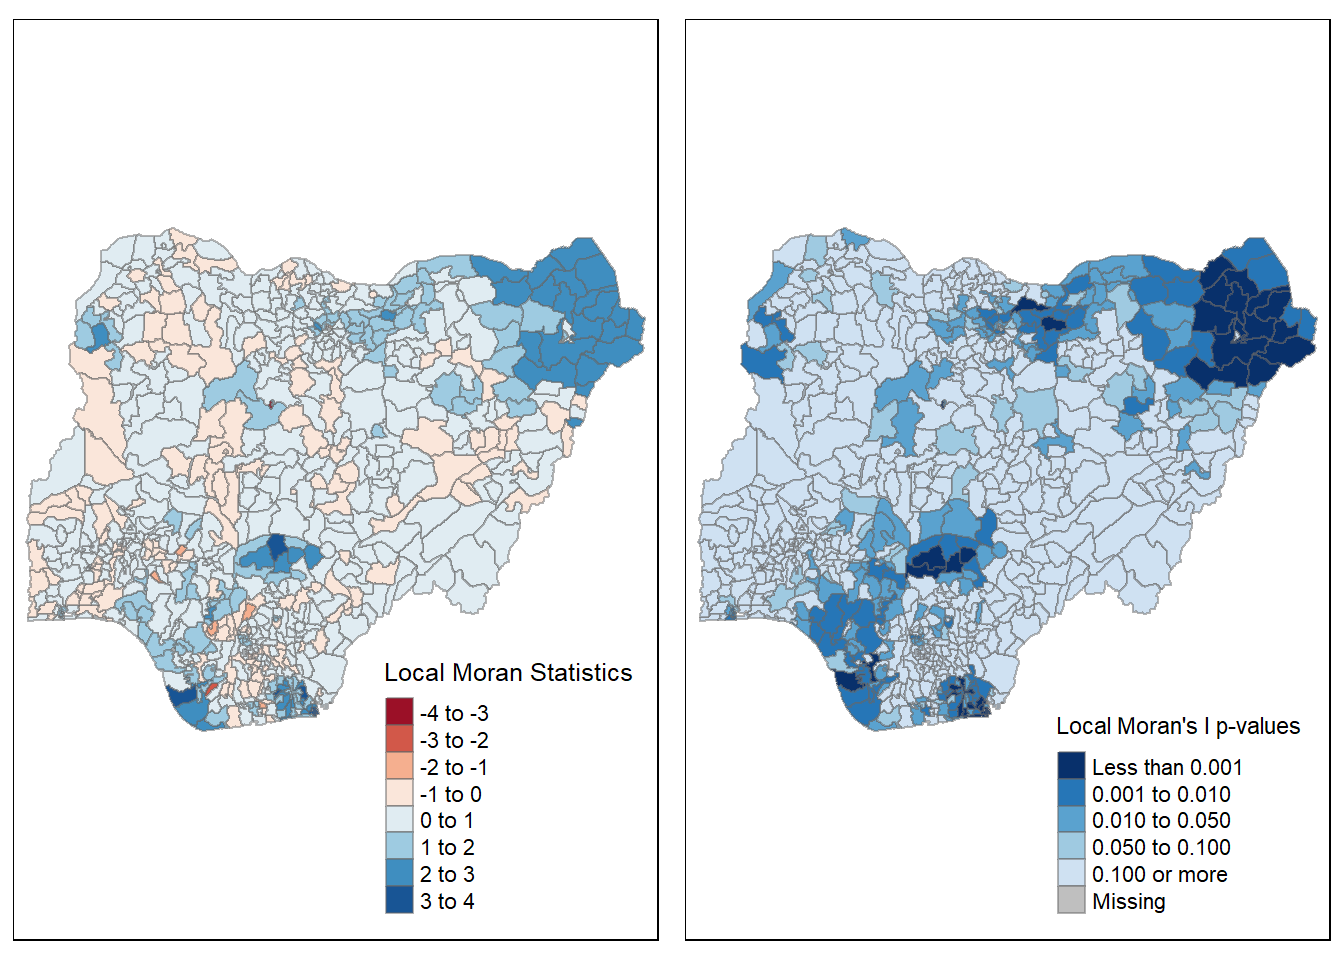 Local Moran Statistics
-4 to -3
-3 to -2
-2 to -1
-1 to 0
0 to 1
1 to 2
2 to 3
3 to 4
Local Moran's I p-values
Less than 0.001
0.001 to 0.010
0.010 to 0.050
0.050 to 0.100
0.100 or more
Missing